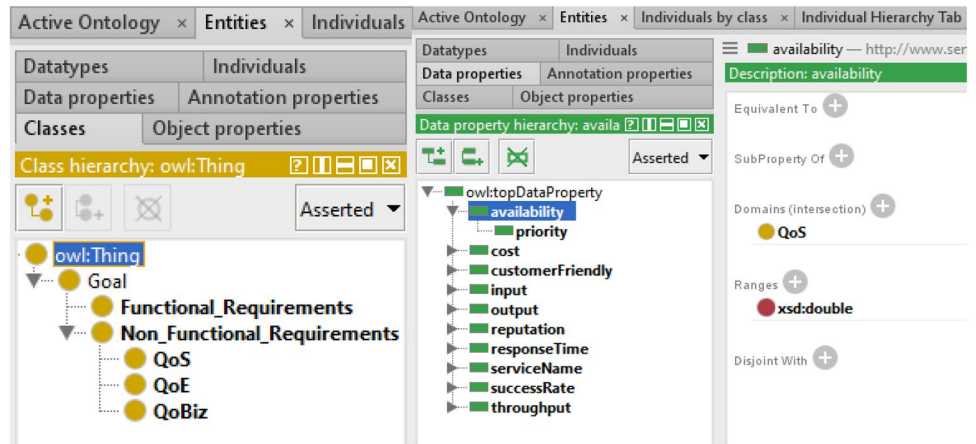 Active Ontology × Entities × Individuals
Datatypes Individuals
Data properties Annotation properties
Classes Object properties
Class hierarchy: owl:Thing
Asserted
owl:Thing
Goal
Functional_Requirements
Non_Functional_Requirements
QoS
QoE
QoBiz
Active Ontology × Entities × Individuals by class × Individual Hierarchy Tab
Datatypes Individuals
Data properties Annotation properties
Classes Object properties
Data property hierarchy: availa
Asserted
owl:topDataProperty
availability
priority
cost
customerFriendly
input
output
reputation
responseTime
serviceName
successRate
throughput
availability — http://www.ser
Description: availability
Equivalent To
SubProperty Of
Domains (intersection)
QoS
Ranges
xsd:double
Disjoint With